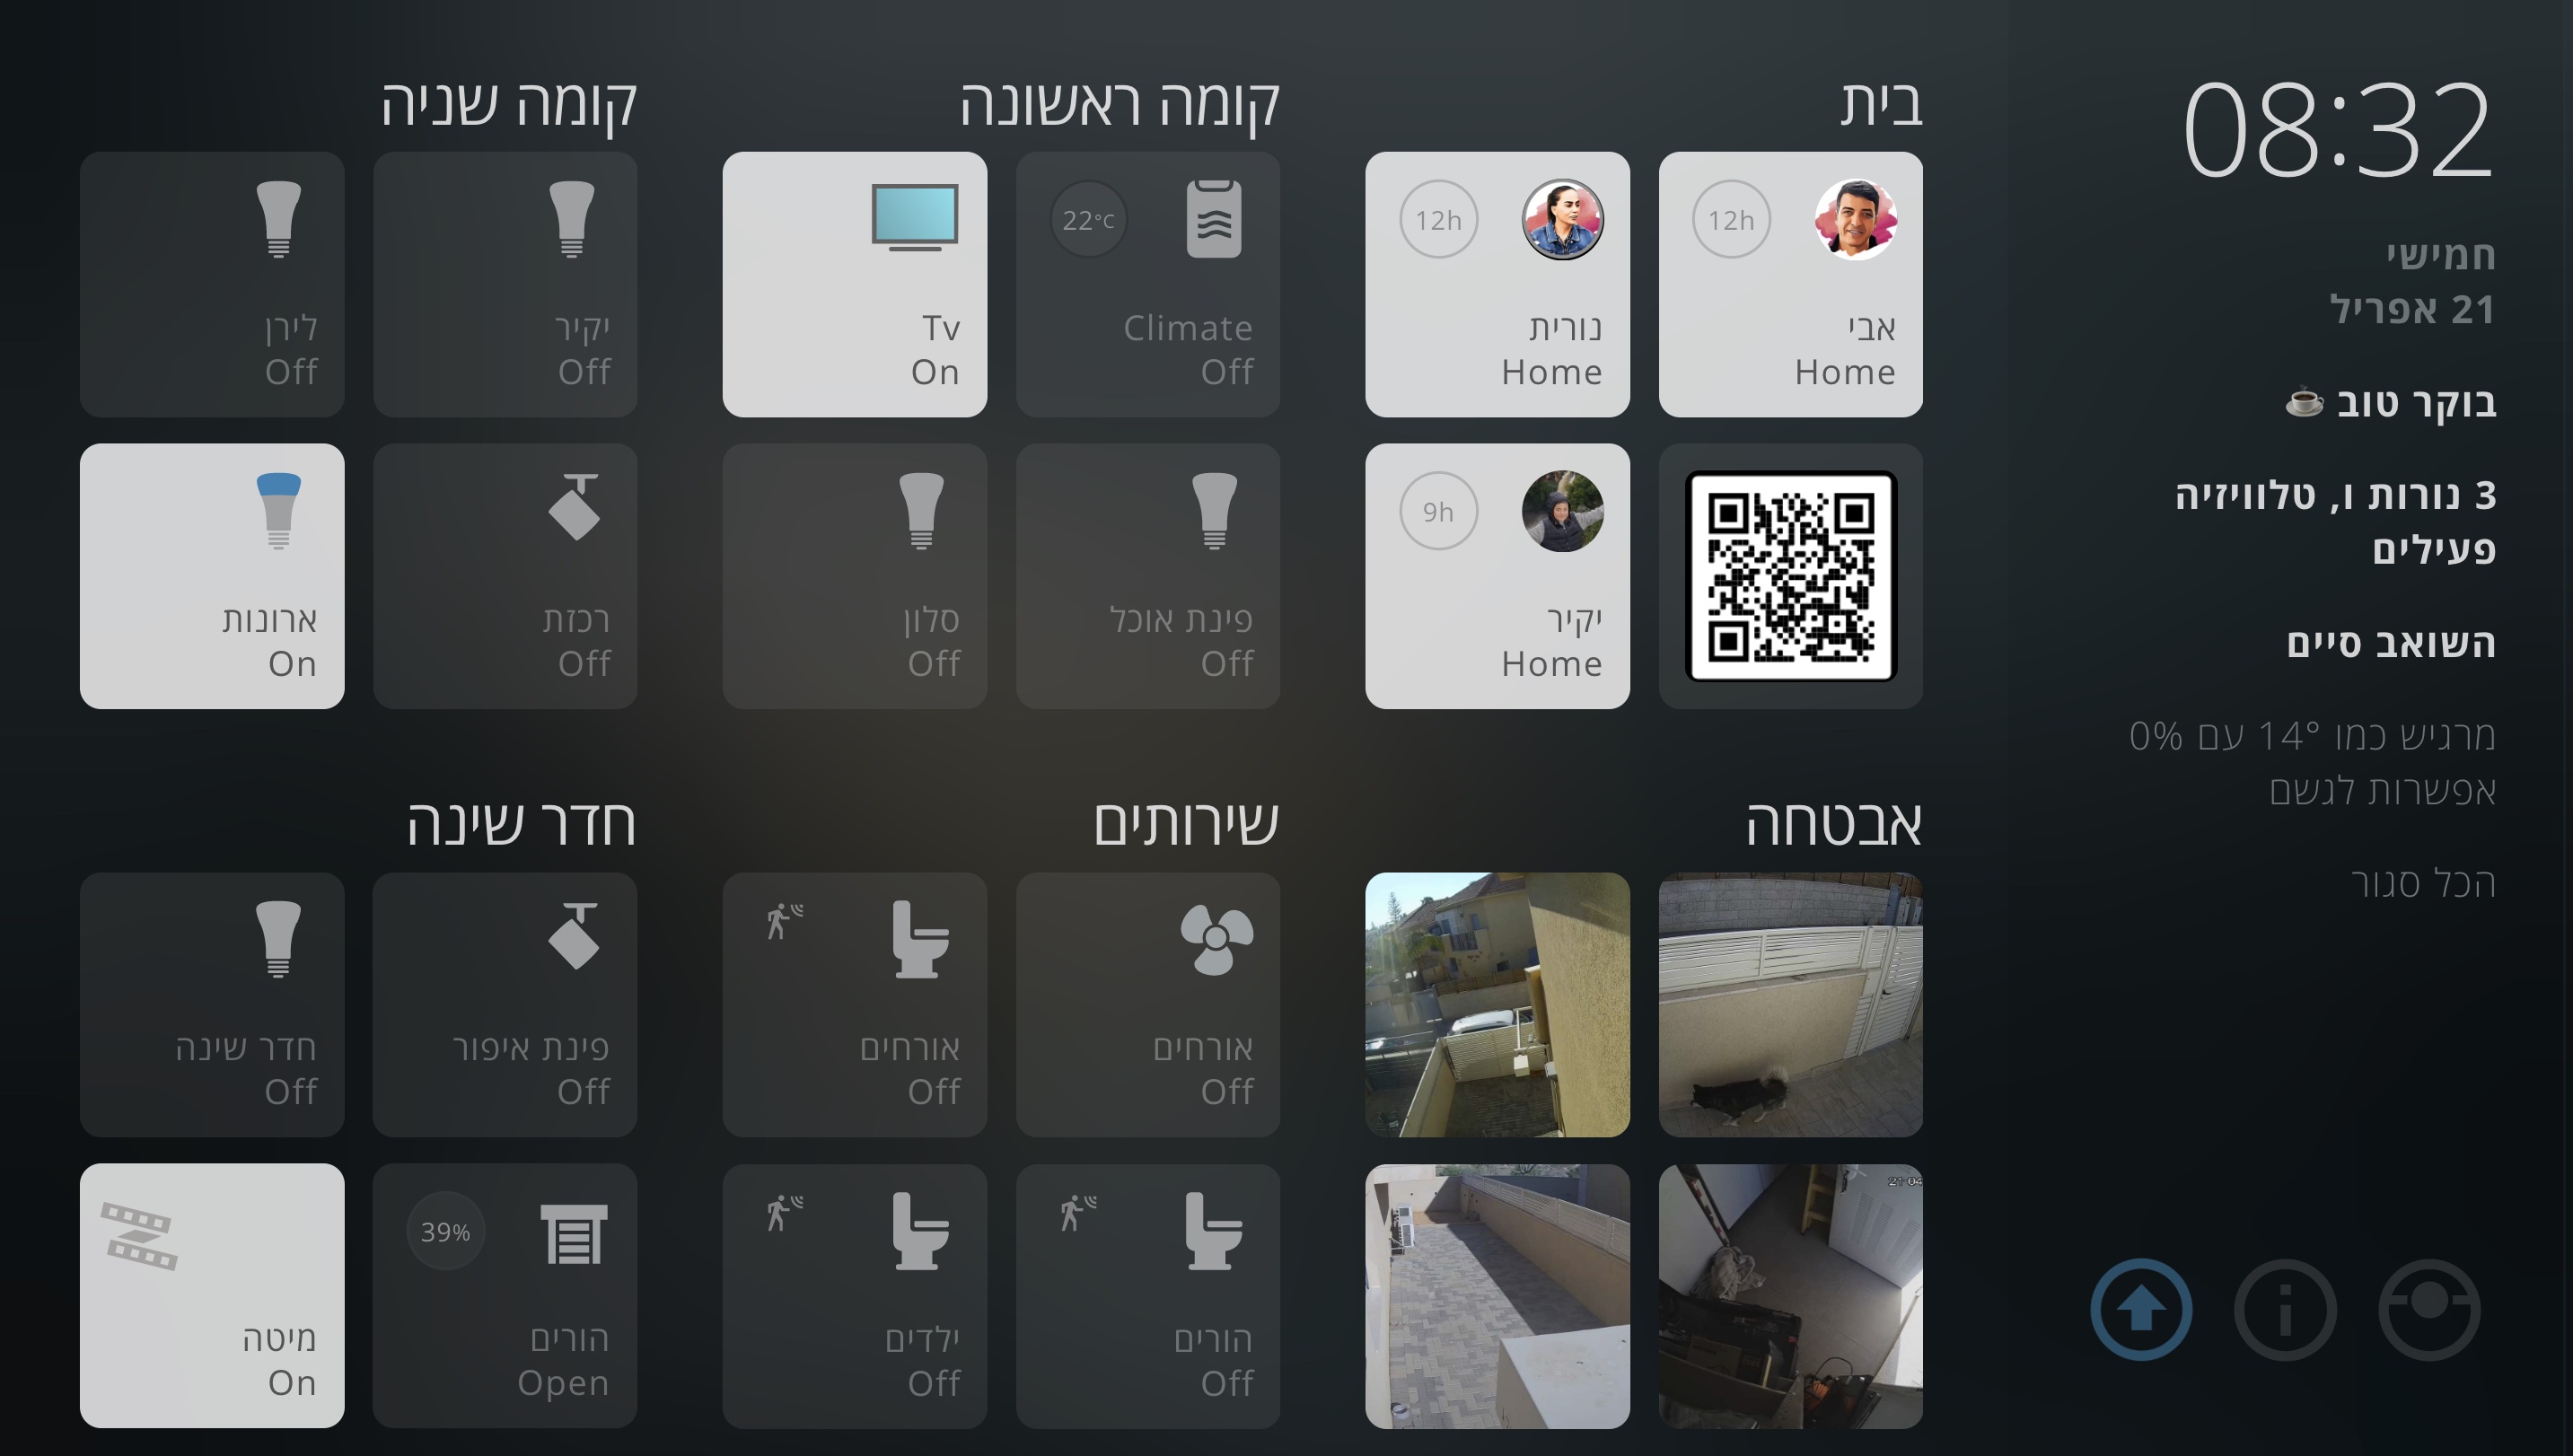 08:32
חמישי
21 אפריל
בוקר טוב ☕
3 נורות ו, טלוויזיה
פעילים
השואב סיים
מרגיש כמו 14° עם 0%
אפשרות לגשם
הכל סגור
בית
12h
אבי
Home
12h
נורית
Home
9h
יקיר
Home
קומה ראשונה
22°C
Climate
Off
Tv
On
פינת אוכל
Off
סלון
Off
קומה שניה
יקיר
Off
לירן
Off
רכזת
Off
ארונות
On
אבטחה
21-04
שירותים
אורחים
Off
אורחים
Off
הורים
Off
ילדים
Off
חדר שינה
פינת איפור
Off
חדר שינה
Off
39%
הורים
Open
מיטה
On